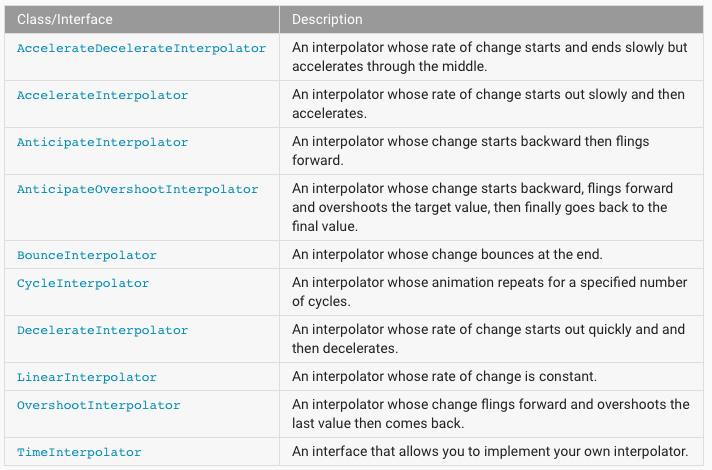 Class/Interface Description
AccelerateDecelerateInterpolator An interpolator whose rate of change starts and ends slowly but
accelerates through the middle.
AccelerateInterpolator An interpolator whose rate of change starts out slowly and then
accelerates.
AnticipateInterpolator An interpolator whose change starts backward then flings
forward.
AnticipateOvershootInterpolator An interpolator whose change starts backward, flings forward
and overshoots the target value, then finally goes back to the
final value.
BounceInterpolator An interpolator whose change bounces at the end.
CycleInterpolator An interpolator whose animation repeats for a specified number
of cycles.
DecelerateInterpolator An interpolator whose rate of change starts out quickly and and
then decelerates.
LinearInterpolator An interpolator whose rate of change is constant.
OvershootInterpolator An interpolator whose change flings forward and overshoots the
last value then comes back.
TimeInterpolator An interface that allows you to implement your own interpolator.